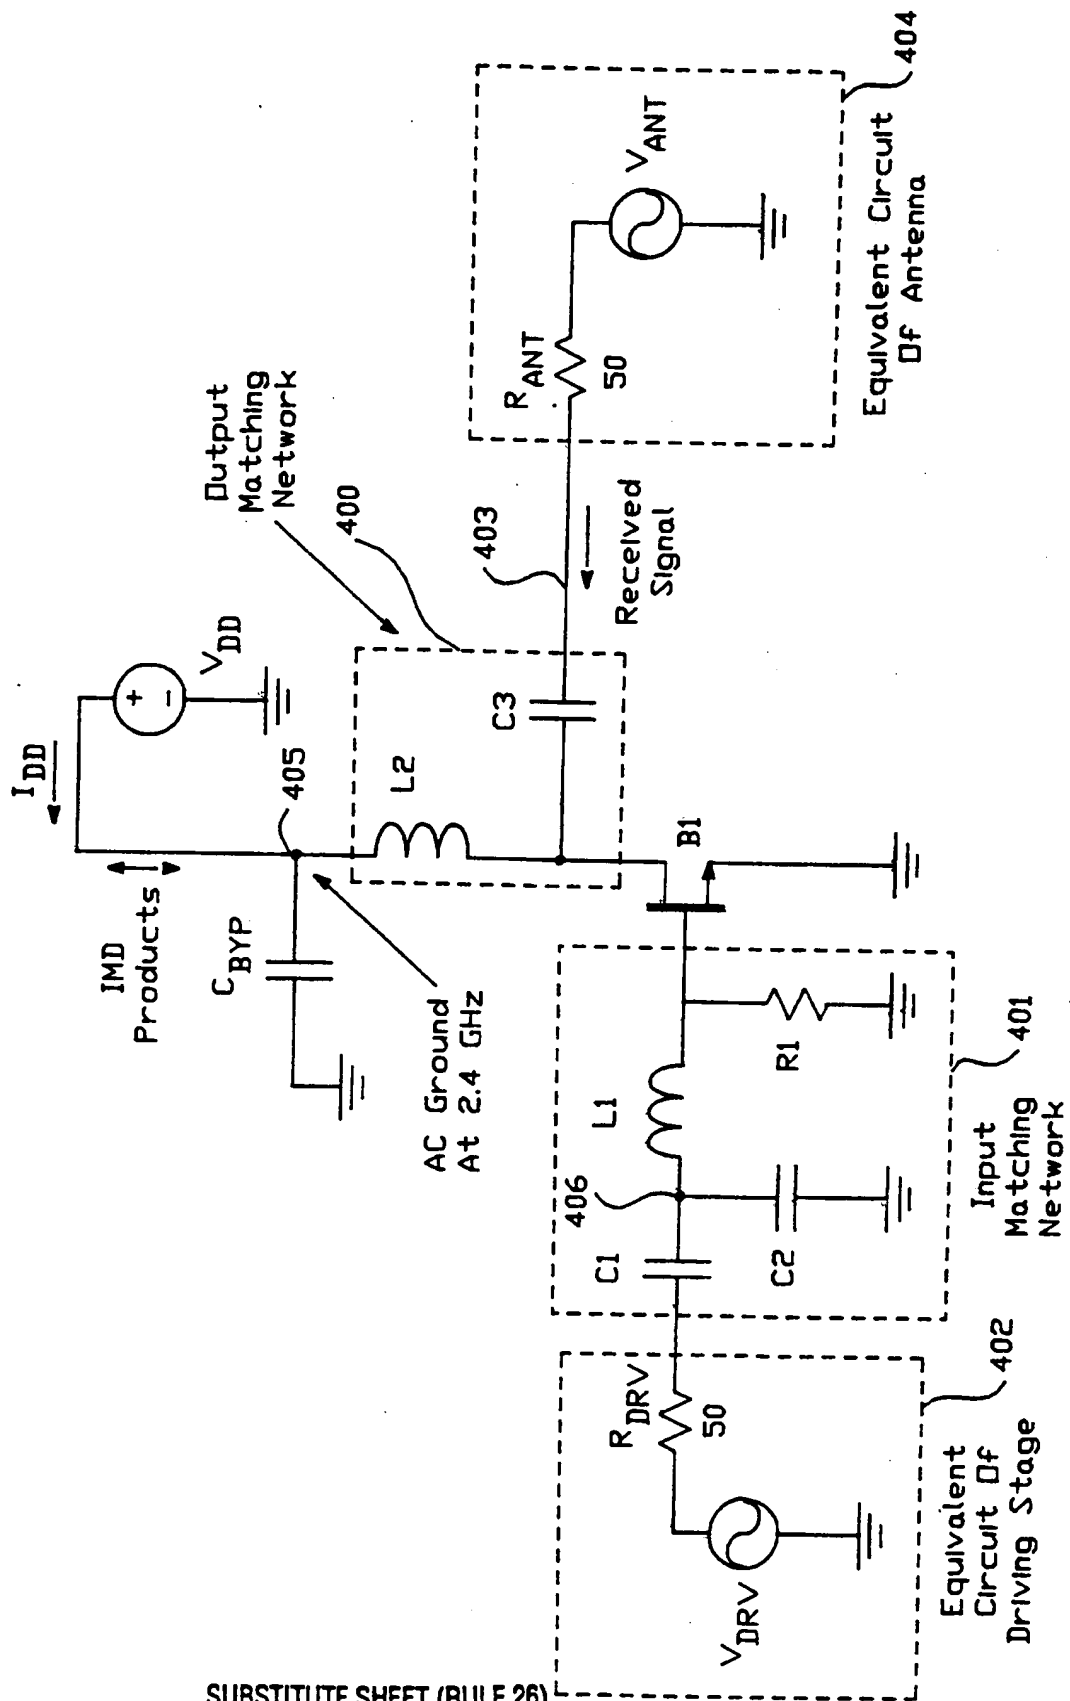 I_DD
V_DD
IMD
Products
405
C_BYP
AC Ground
At 2.4 GHz
L2
C3
Output
Matching
Network
400
403
Received
Signal
R_ANT
50
V_ANT
404
Equivalent Circuit
Of Antenna
B1
L1
406
C1
C2
R1
401
Input
Matching
Network
R_DRV
50
V_DRV
402
Equivalent
Circuit Of
Driving Stage
SUBSTITUTE SHEET (RULE 26)